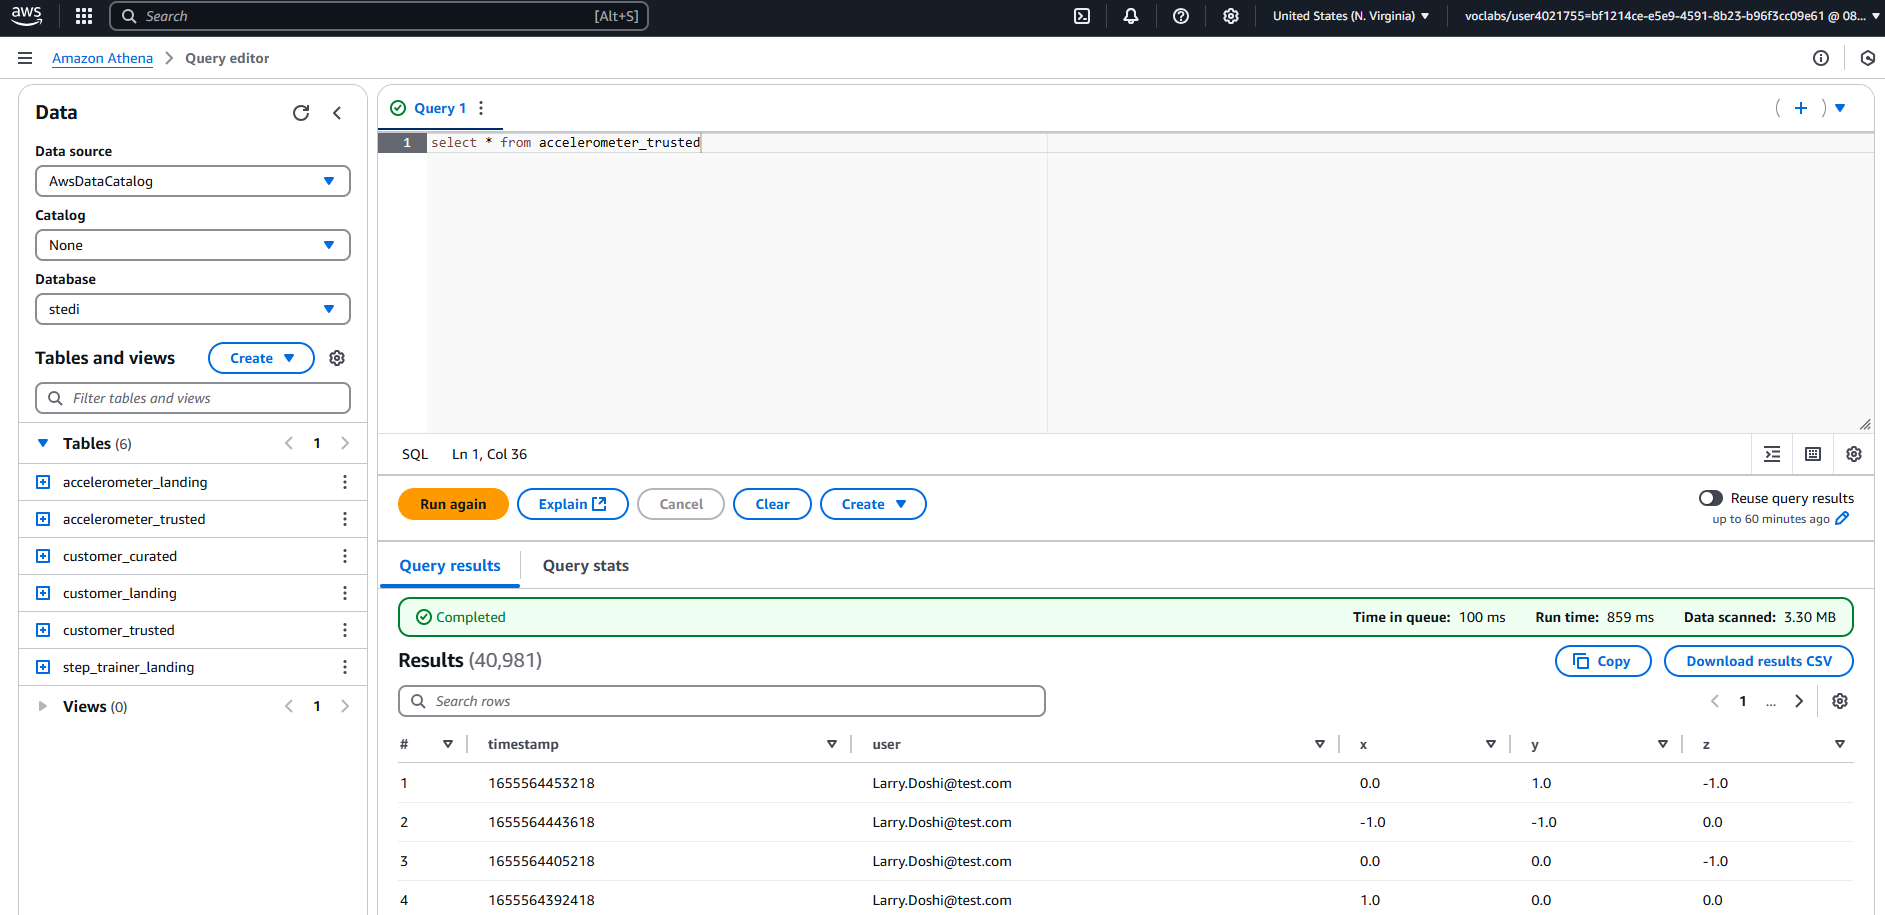 aws
Search
[Alt+S]
United States (N. Virginia)
voclabs/user4021755=bf1214ce-e5e9-4591-8b23-b96f3cc09e61 @ 08...
Amazon Athena
Query editor
Data
Data source
AwsDataCatalog
Catalog
None
Database
stedi
Tables and views
Create
Filter tables and views
Tables (6)
1
accelerometer_landing
accelerometer_trusted
customer_curated
customer_landing
customer_trusted
step_trainer_landing
Views (0)
1
Query 1
1 select * from accelerometer_trusted
SQL Ln 1, Col 36
Run again
Explain
Cancel
Clear
Create
Reuse query results
up to 60 minutes ago
Query results
Query stats
Completed
Time in queue: 100 ms
Run time: 859 ms
Data scanned: 3.30 MB
Results (40,981)
Copy
Download results CSV
Search rows
1 ...
# timestamp user x y z
1 1655564453218 Larry.Doshi@test.com 0.0 1.0 -1.0
2 1655564443618 Larry.Doshi@test.com -1.0 -1.0 0.0
3 1655564405218 Larry.Doshi@test.com 0.0 0.0 -1.0
4 1655564392418 Larry.Doshi@test.com 1.0 0.0 0.0